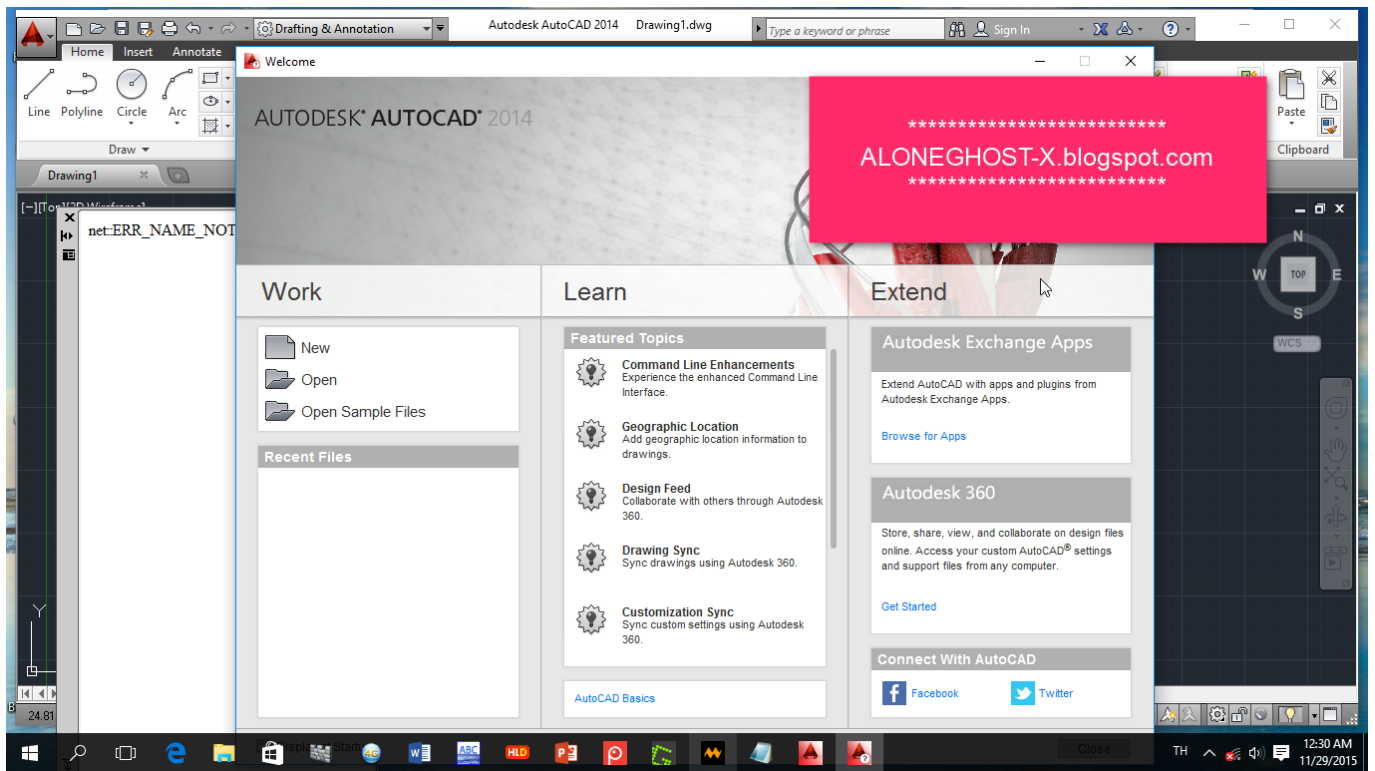 Drafting & Annotation
Autodesk AutoCAD 2014 Drawing1.dwg
Type a keyword or phrase
Sign In
Home Insert Annotate
Line Polyline Circle Arc
Draw
Paste
Clipboard
Drawing1
net::ERR_NAME_NOT
Welcome
AUTODESK® AUTOCAD® 2014
**************************
ALONEGHOST-X.blogspot.com
**************************
N
W TOP E
S
WCS
Work
New
Open
Open Sample Files
Recent Files
Learn
Featured Topics
Command Line Enhancements
Experience the enhanced Command Line
Interface.
Geographic Location
Add geographic location information to
drawings.
Design Feed
Collaborate with others through Autodesk
360.
Drawing Sync
Sync drawings using Autodesk 360.
Customization Sync
Sync custom settings using Autodesk
360.
AutoCAD Basics
Extend
Autodesk Exchange Apps
Extend AutoCAD with apps and plugins from
Autodesk Exchange Apps.
Browse for Apps
Autodesk 360
Store, share, view, and collaborate on design files
online. Access your custom AutoCAD® settings
and support files from any computer.
Get Started
Connect With AutoCAD
Facebook
Twitter
Y
24.81
Close
4G
ABC
HLD
TH
12:30 AM
11/29/2015